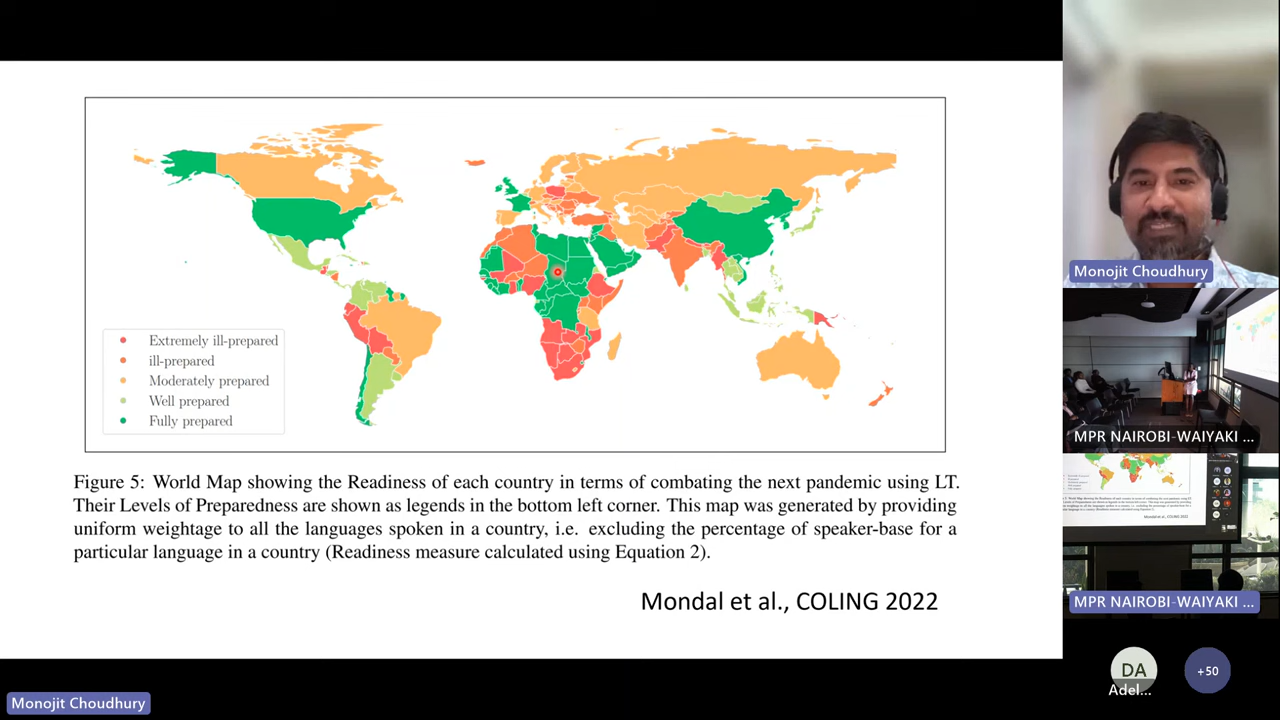 Extremely ill-prepared
ill-prepared
Moderately prepared
Well prepared
Fully prepared
Figure 5: World Map showing the Readiness of each country in terms of combating the next pandemic using LT.
Their Levels of Preparedness are shown as legends in the bottom left corner. This map was generated by providing
uniform weightage to all the languages spoken in a country, i.e. excluding the percentage of speaker-base for a
particular language in a country (Readiness measure calculated using Equation 2).
Mondal et al., COLING 2022
Monojit Choudhury
Monojit Choudhury
MPR NAIROBI-WAIYAKI ...
MPR NAIROBI-WAIYAKI ...
DA
Adel...
+50